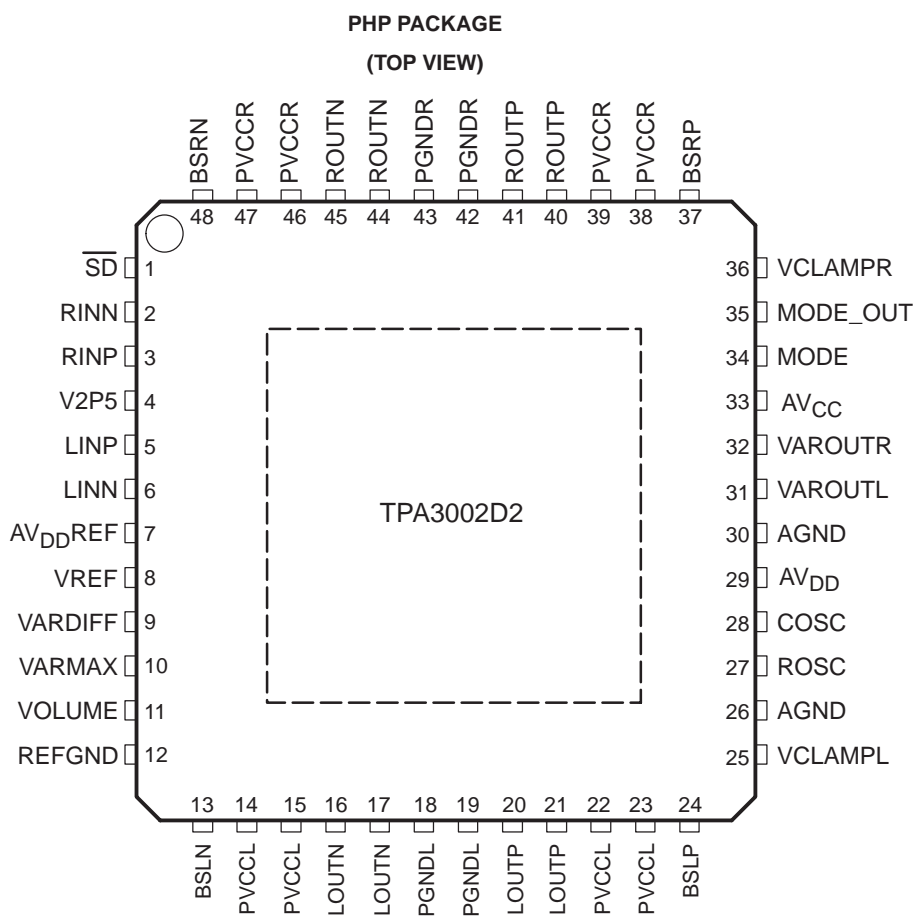 PHP PACKAGE
(TOP VIEW)
BSRN PVCCR PVCCR ROUTN ROUTN PGNDR PGNDR ROUTP ROUTP PVCCR PVCCR BSRP
48 47 46 45 44 43 42 41 40 39 38 37
SD 1 36 VCLAMPR
RINN 2 35 MODE_OUT
RINP 3 34 MODE
V2P5 4 33 AVCC
LINP 5 32 VAROUTR
LINN 6 31 VAROUTL
TPA3002D2
AVDDREF 7 30 AGND
VREF 8 29 AVDD
VARDIFF 9 28 COSC
VARMAX 10 27 ROSC
VOLUME 11 26 AGND
REFGND 12 25 VCLAMPL
13 14 15 16 17 18 19 20 21 22 23 24
BSLN PVCCL PVCCL LOUTN LOUTN PGNDL PGNDL LOUTP LOUTP PVCCL PVCCL BSLP